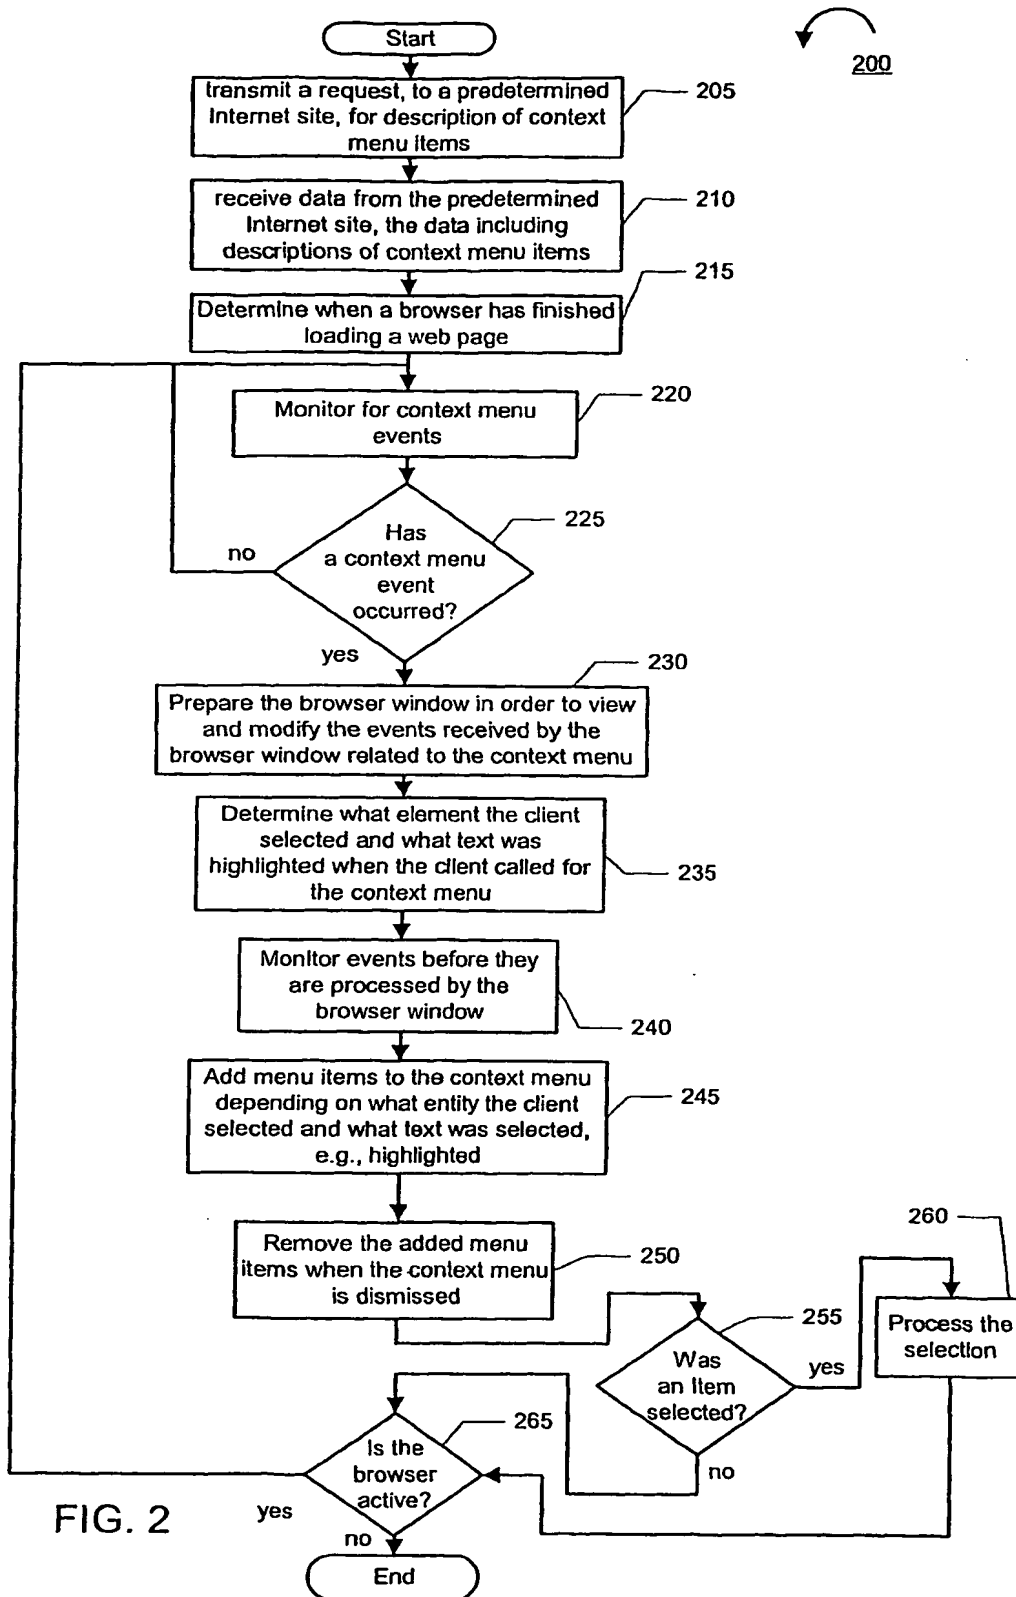 Start
200
transmit a request, to a predetermined
Internet site, for description of context
menu items
205
receive data from the predetermined
Internet site, the data including
descriptions of context menu items
210
215
Determine when a browser has finished
loading a web page
220
Monitor for context menu
events
225
Has
a context menu
event
occurred?
no
yes
230
Prepare the browser window in order to view
and modify the events received by the
browser window related to the context menu
Determine what element the client
selected and what text was
highlighted when the client called for
the context menu
235
Monitor events before they
are processed by the
browser window
240
Add menu items to the context menu
depending on what entity the client
selected and what text was selected,
e.g., highlighted
245
Remove the added menu
items when the context menu
is dismissed
250
260
Process the
selection
255
Was
an item
selected?
yes
no
265
Is the
browser
active?
yes
no
FIG. 2
End